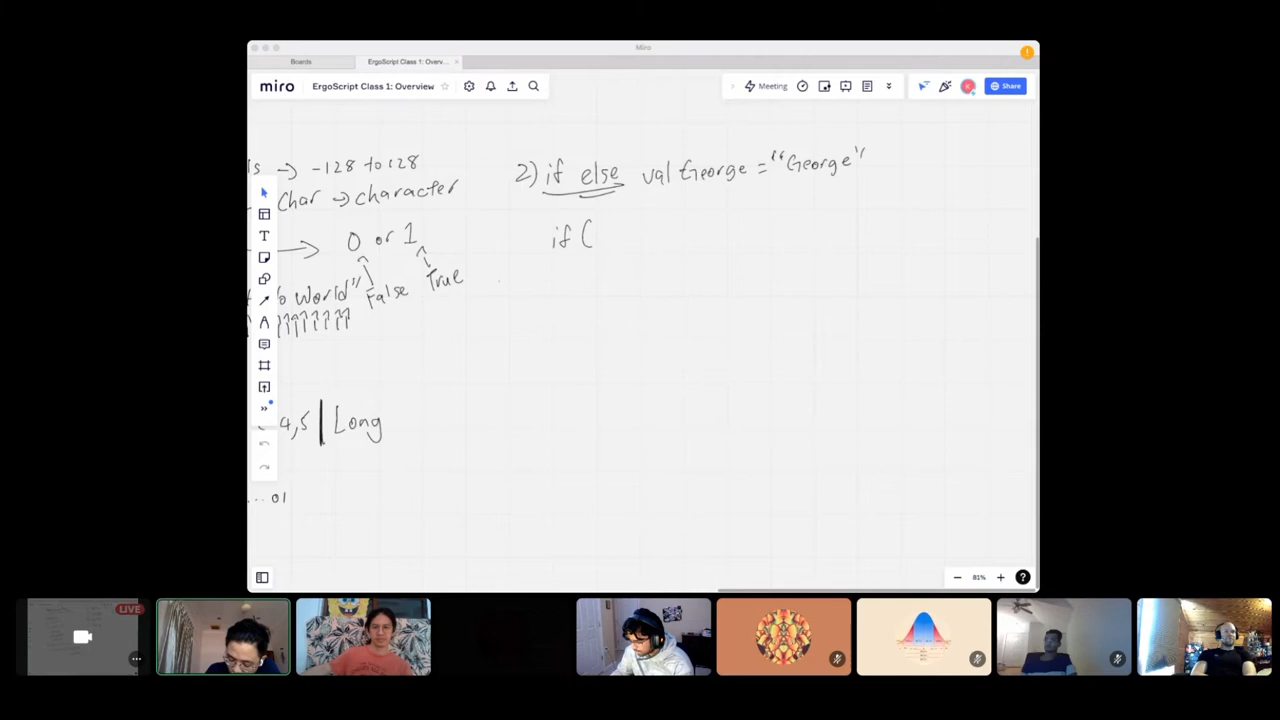 Miro
Boards
ErgoScript Class 1: Overv...
miro
ErgoScript Class 1: Overview
Meeting
Share
-> -128 to 128
Char -> character
0 or 1
World"
False
True
4,5 | Long
... 01
2) if else val George = "George"
if (
T
A
81%
?
LIVE